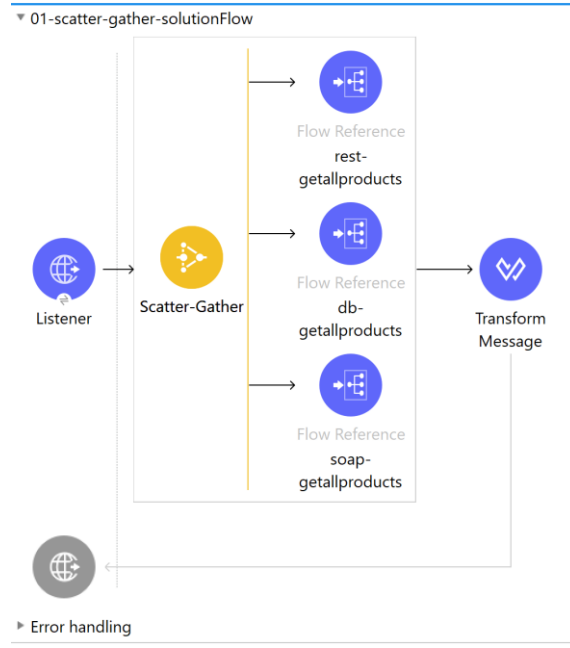 01-scatter-gather-solutionFlow
Flow Reference
rest-
getallproducts
Listener
Scatter-Gather
Flow Reference
db-
getallproducts
Transform
Message
Flow Reference
soap-
getallproducts
Error handling